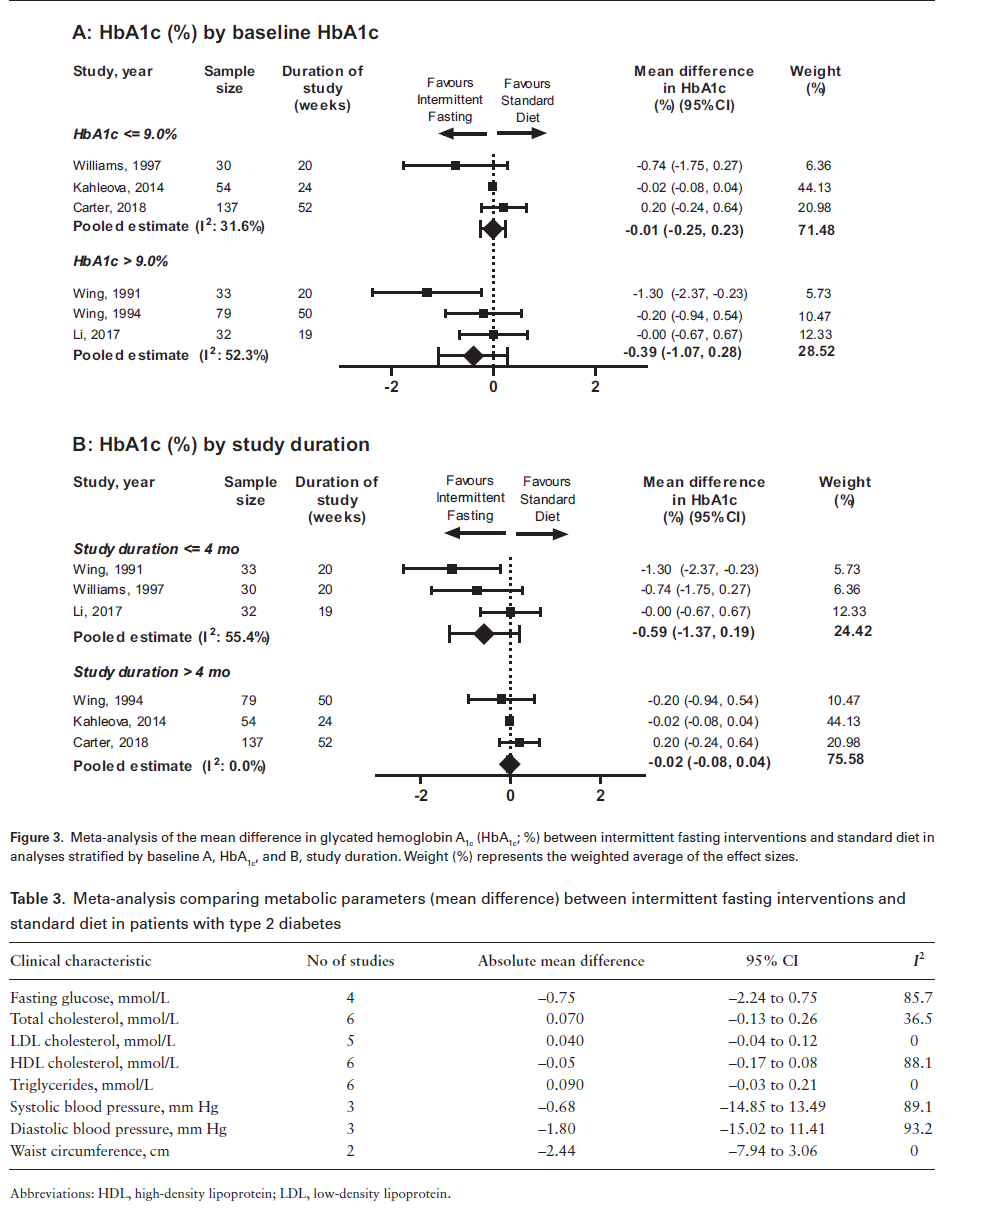 A: HbA1c (%) by baseline HbA1c
Study, year Sample size Duration of study (weeks) Favours Intermittent Fasting Favours Standard Diet Mean difference in HbA1c (%) (95%CI) Weight (%)
HbA1c <= 9.0%
Williams, 1997 30 20 -0.74 (-1.75, 0.27) 6.36
Kahleova, 2014 54 24 -0.02 (-0.08, 0.04) 44.13
Carter, 2018 137 52 0.20 (-0.24, 0.64) 20.98
Pooled estimate (I²: 31.6%) -0.01 (-0.25, 0.23) 71.48
HbA1c > 9.0%
Wing, 1991 33 20 -1.30 (-2.37, -0.23) 5.73
Wing, 1994 79 50 -0.20 (-0.94, 0.54) 10.47
Li, 2017 32 19 -0.00 (-0.67, 0.67) 12.33
Pooled estimate (I²: 52.3%) -0.39 (-1.07, 0.28) 28.52
-2 0 2
B: HbA1c (%) by study duration
Study, year Sample size Duration of study (weeks) Favours Intermittent Fasting Favours Standard Diet Mean difference in HbA1c (%) (95%CI) Weight (%)
Study duration <= 4 mo
Wing, 1991 33 20 -1.30 (-2.37, -0.23) 5.73
Williams, 1997 30 20 -0.74 (-1.75, 0.27) 6.36
Li, 2017 32 19 -0.00 (-0.67, 0.67) 12.33
Pooled estimate (I²: 55.4%) -0.59 (-1.37, 0.19) 24.42
Study duration > 4 mo
Wing, 1994 79 50 -0.20 (-0.94, 0.54) 10.47
Kahleova, 2014 54 24 -0.02 (-0.08, 0.04) 44.13
Carter, 2018 137 52 0.20 (-0.24, 0.64) 20.98
Pooled estimate (I²: 0.0%) -0.02 (-0.08, 0.04) 75.58
-2 0 2
Figure 3. Meta-analysis of the mean difference in glycated hemoglobin A1c (HbA1c; %) between intermittent fasting interventions and standard diet in
analyses stratified by baseline A, HbA1c, and B, study duration. Weight (%) represents the weighted average of the effect sizes.
Table 3. Meta-analysis comparing metabolic parameters (mean difference) between intermittent fasting interventions and
standard diet in patients with type 2 diabetes
Clinical characteristic No of studies Absolute mean difference 95% CI I²
Fasting glucose, mmol/L 4 –0.75 –2.24 to 0.75 85.7
Total cholesterol, mmol/L 6 0.070 –0.13 to 0.26 36.5
LDL cholesterol, mmol/L 5 0.040 –0.04 to 0.12 0
HDL cholesterol, mmol/L 6 –0.05 –0.17 to 0.08 88.1
Triglycerides, mmol/L 6 0.090 –0.03 to 0.21 0
Systolic blood pressure, mm Hg 3 –0.68 –14.85 to 13.49 89.1
Diastolic blood pressure, mm Hg 3 –1.80 –15.02 to 11.41 93.2
Waist circumference, cm 2 –2.44 –7.94 to 3.06 0
Abbreviations: HDL, high-density lipoprotein; LDL, low-density lipoprotein.